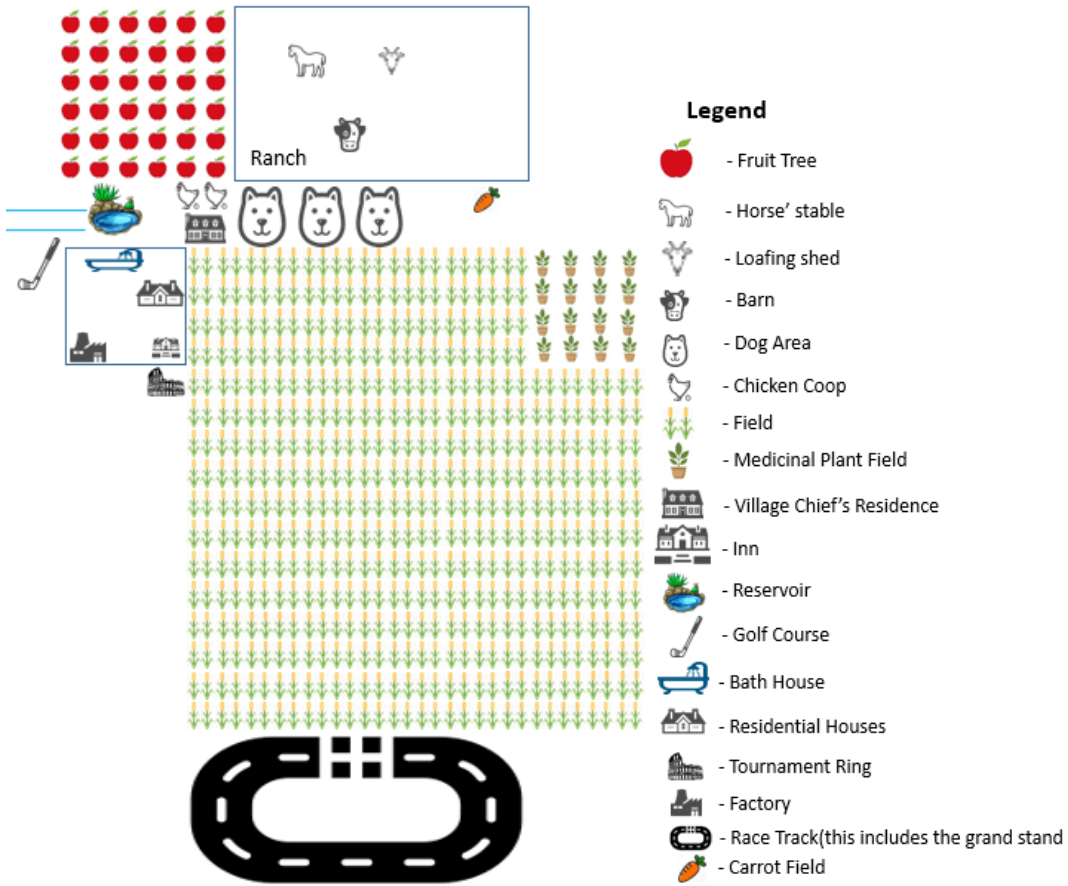 Ranch
Legend
- Fruit Tree
- Horse' stable
- Loafing shed
- Barn
- Dog Area
- Chicken Coop
- Field
- Medicinal Plant Field
- Village Chief's Residence
- Inn
- Reservoir
- Golf Course
- Bath House
- Residential Houses
- Tournament Ring
- Factory
- Race Track(this includes the grand stand
- Carrot Field